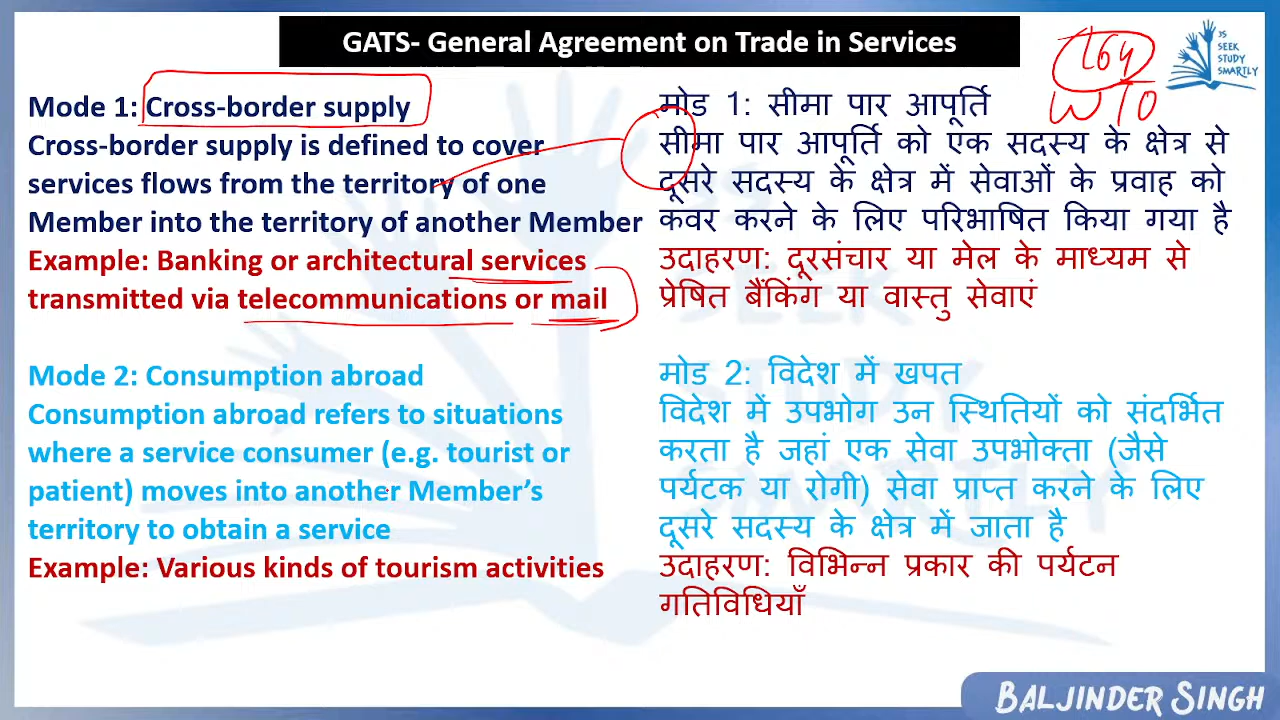 GATS- General Agreement on Trade in Services
164
WTO
3S
SEEK
STUDY
SMARTLY
Mode 1: Cross-border supply
Cross-border supply is defined to cover
services flows from the territory of one
Member into the territory of another Member
Example: Banking or architectural services
transmitted via telecommunications or mail
Mode 2: Consumption abroad
Consumption abroad refers to situations
where a service consumer (e.g. tourist or
patient) moves into another Member’s
territory to obtain a service
Example: Various kinds of tourism activities
मोड 1: सीमा पार आपूर्ति
सीमा पार आपूर्ति को एक सदस्य के क्षेत्र से
दूसरे सदस्य के क्षेत्र में सेवाओं के प्रवाह को
कवर करने के लिए परिभाषित किया गया है
उदाहरण: दूरसंचार या मेल के माध्यम से
प्रेषित बैंकिंग या वास्तु सेवाएं
मोड 2: विदेश में खपत
विदेश में उपभोग उन स्थितियों को संदर्भित
करता है जहां एक सेवा उपभोक्ता (जैसे
पर्यटक या रोगी) सेवा प्राप्त करने के लिए
दूसरे सदस्य के क्षेत्र में जाता है
उदाहरण: विभिन्न प्रकार की पर्यटन
गतिविधियाँ
3S
SEEK
STUDY
SMARTLY
BALJINDER SINGH